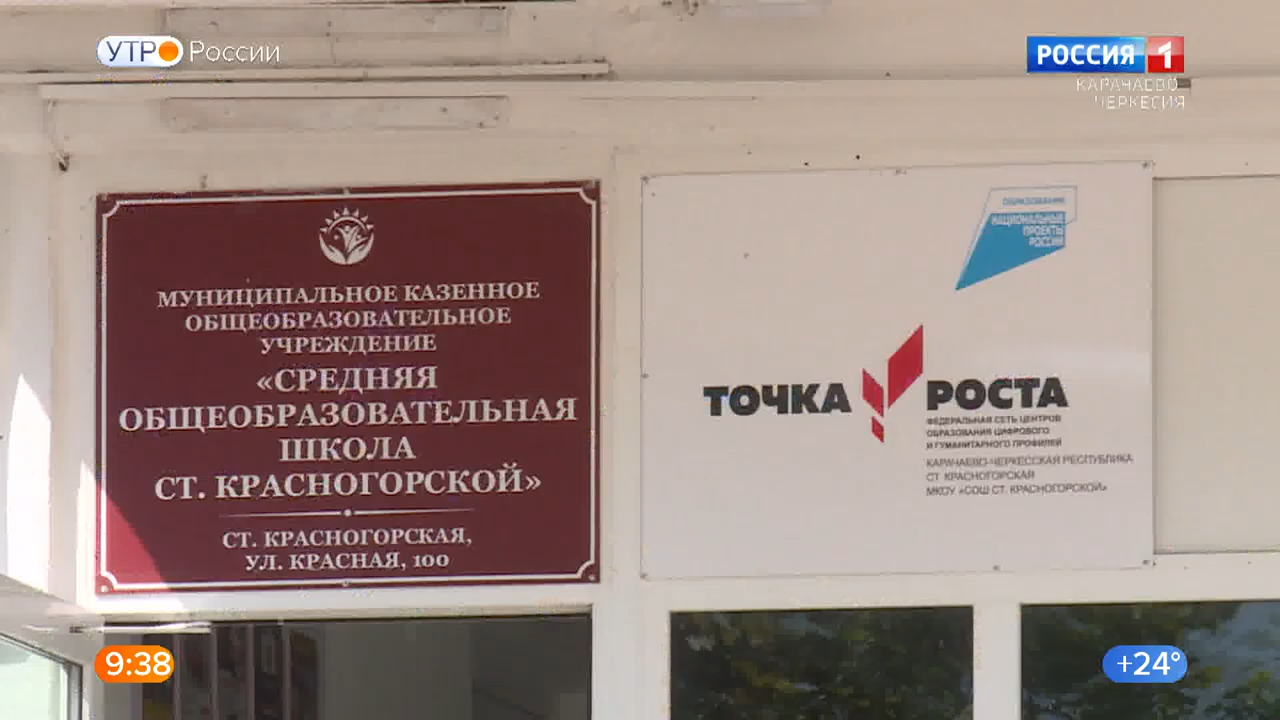 УТРО России
РОССИЯ 1
КАРАЧАЕВО
ЧЕРКЕСИЯ
МУНИЦИПАЛЬНОЕ КАЗЕННОЕ
ОБЩЕОБРАЗОВАТЕЛЬНОЕ
УЧРЕЖДЕНИЕ
«СРЕДНЯЯ
ОБЩЕОБРАЗОВАТЕЛЬНАЯ
ШКОЛА
СТ. КРАСНОГОРСКОЙ»
СТ. КРАСНОГОРСКАЯ,
УЛ. КРАСНАЯ, 100
ОБРАЗОВАНИЕ
НАЦИОНАЛЬНЫЕ
ПРОЕКТЫ
РОССИИ
ТОЧКА РОСТА
ФЕДЕРАЛЬНАЯ СЕТЬ ЦЕНТРОВ
ОБРАЗОВАНИЯ ЦИФРОВОГО
И ГУМАНИТАРНОГО ПРОФИЛЕЙ
КАРАЧАЕВО-ЧЕРКЕССКАЯ РЕСПУБЛИКА
СТ. КРАСНОГОРСКАЯ
МКОУ «СОШ СТ. КРАСНОГОРСКОЙ»
9:38
+24°